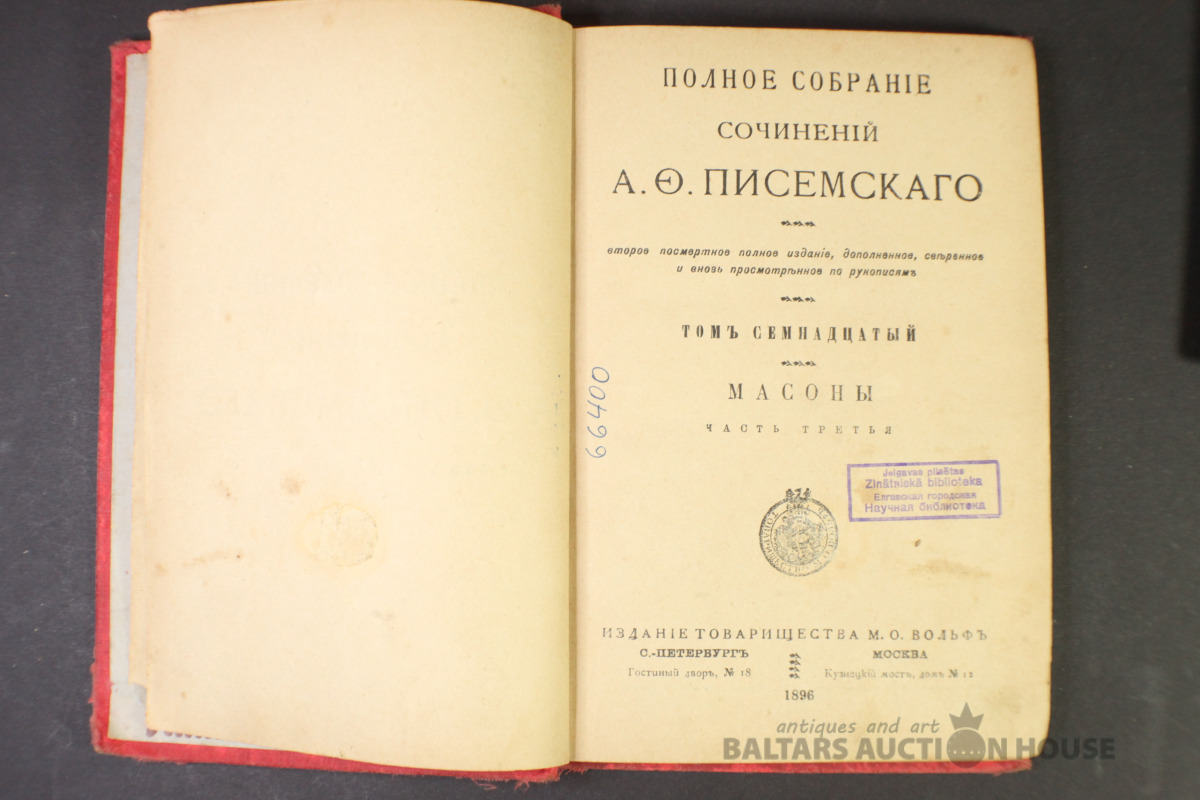 ПОЛНОЕ СОБРАНІЕ
СОЧИНЕНІЙ
А. Ѳ. ПИСЕМСКАГО
второе посмертное полное изданіе, дополненное, свѣренное
и вновь просмотрѣнное по рукописямъ
ТОМЪ СЕМНАДЦАТЫЙ
МАСОНЫ
ЧАСТЬ ТРЕТЬЯ
66400
Jelgavas pilsētas
Zinātniskā biblioteka
Елгавская городская
Научная библиотека
ИЗДАНІЕ ТОВАРИЩЕСТВА М. О. ВОЛЬФЪ
С.-ПЕТЕРБУРГЪ
Гостиный дворъ, № 18
МОСКВА
Кузнецкій мостъ, домъ № 12
1896
antiques and art
BALTARS AUCTION HOUSE